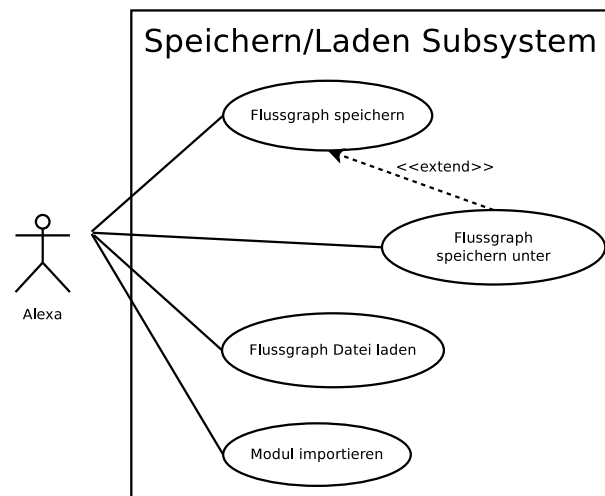 Speichern/Laden Subsystem
Flussgraph speichern
<<extend>>
Flussgraph
speichern unter
Alexa
Flussgraph Datei laden
Modul importieren